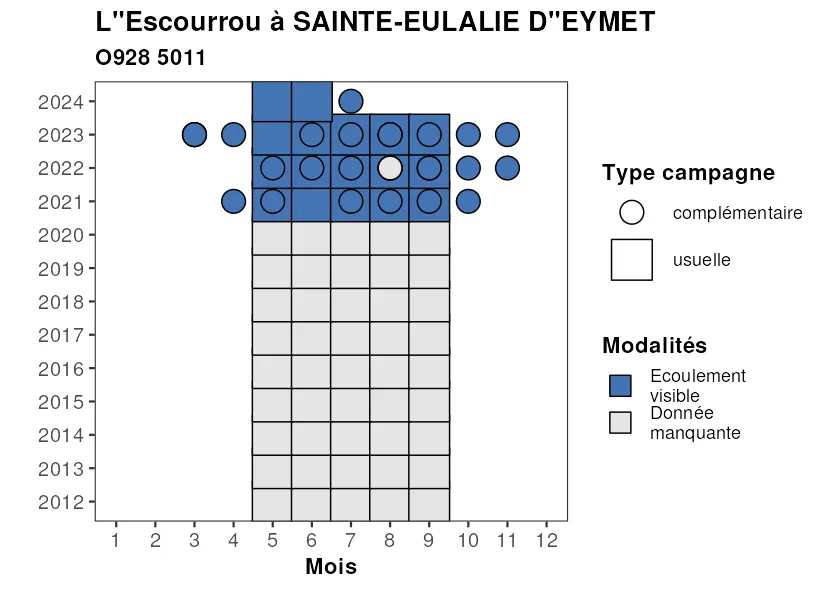 L"Escourrou à SAINTE-EULALIE D"EYMET
O928 5011
2024
2023
2022
2021
2020
2019
2018
2017
2016
2015
2014
2013
2012
1 2 3 4 5 6 7 8 9 10 11 12
Mois
Type campagne
complémentaire
usuelle
Modalités
Ecoulement
visible
Donnée
manquante